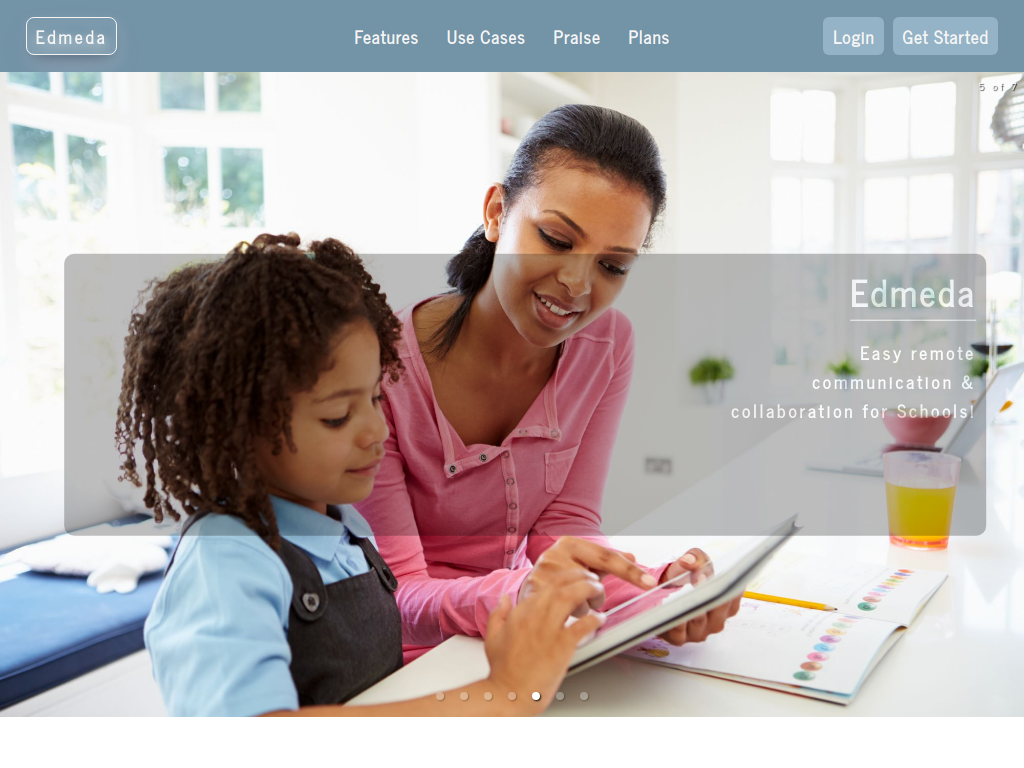 Edmeda
Features
Use Cases
Praise
Plans
Login
Get Started
5 of 7
Edmeda
Easy remote
communication &
collaboration for Schools!